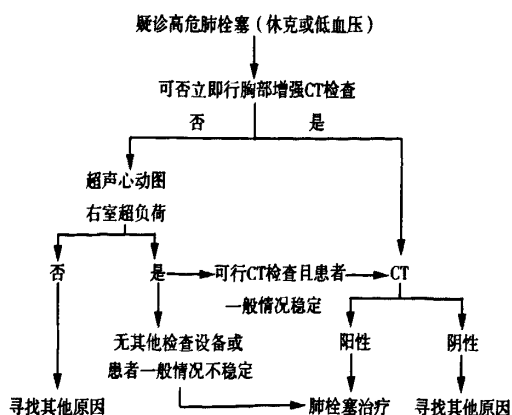 疑诊高危肺栓塞(休克或低血压)
可否立即行胸部增强CT检查
否
是
超声心动图
右室超负荷
否
是
可行CT检查且患者
一般情况稳定
CT
无其他检查设备或
患者一般情况不稳定
阳性
阴性
寻找其他原因
肺栓塞治疗
寻找其他原因